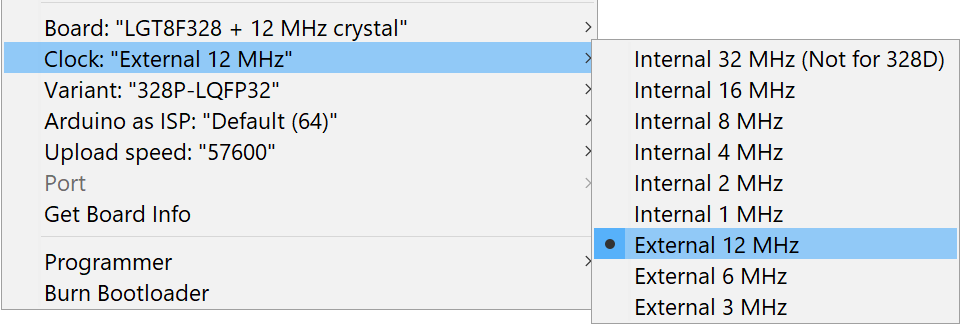 Board: "LGT8F328 + 12 MHz crystal"
Clock: "External 12 MHz"
Variant: "328P-LQFP32"
Arduino as ISP: "Default (64)"
Upload speed: "57600"
Port
Get Board Info
Programmer
Burn Bootloader
Internal 32 MHz (Not for 328D)
Internal 16 MHz
Internal 8 MHz
Internal 4 MHz
Internal 2 MHz
Internal 1 MHz
External 12 MHz
External 6 MHz
External 3 MHz